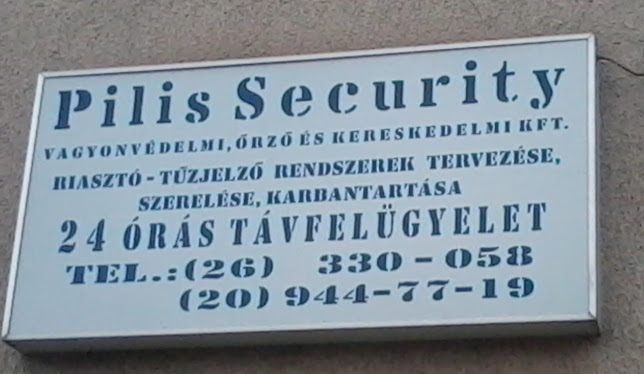 Pilis Security
VAGYONVÉDELMI, ŐRZŐ ÉS KERESKEDELMI KFT.
RIASZTÓ - TŰZJELZŐ RENDSZEREK TERVEZÉSE,
SZERELÉSE, KARBANTARTÁSA
24 ÓRÁS TÁVFELÜGYELET
TEL.: (26) 330 - 058
(20) 944-77-19